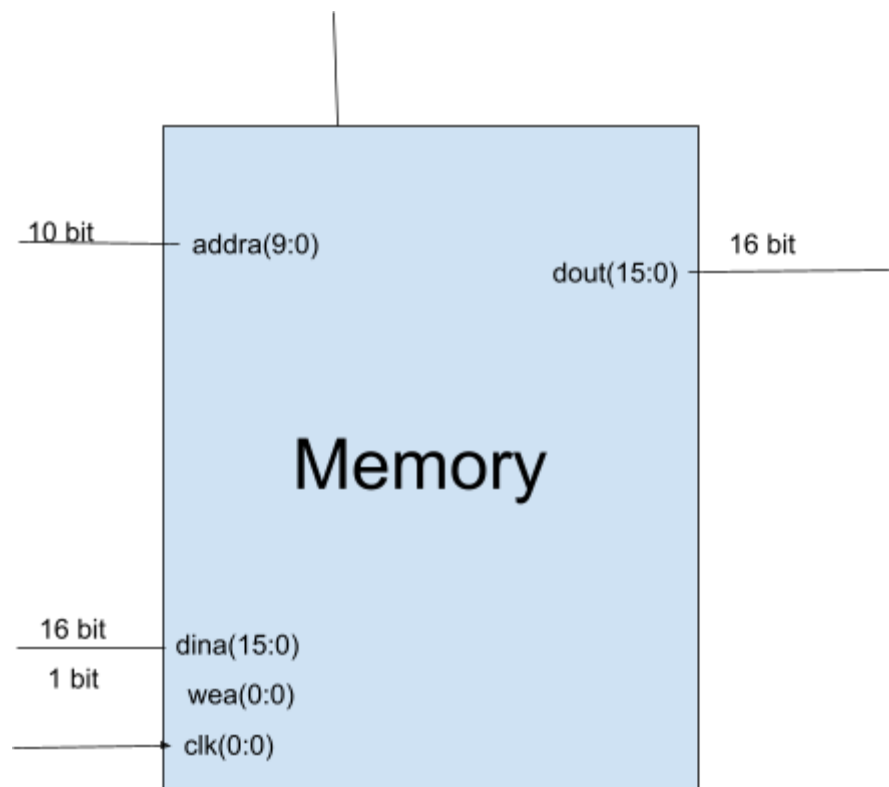 10 bit
addra(9:0)
16 bit
dout(15:0)
Memory
16 bit
dina(15:0)
1 bit
wea(0:0)
clk(0:0)